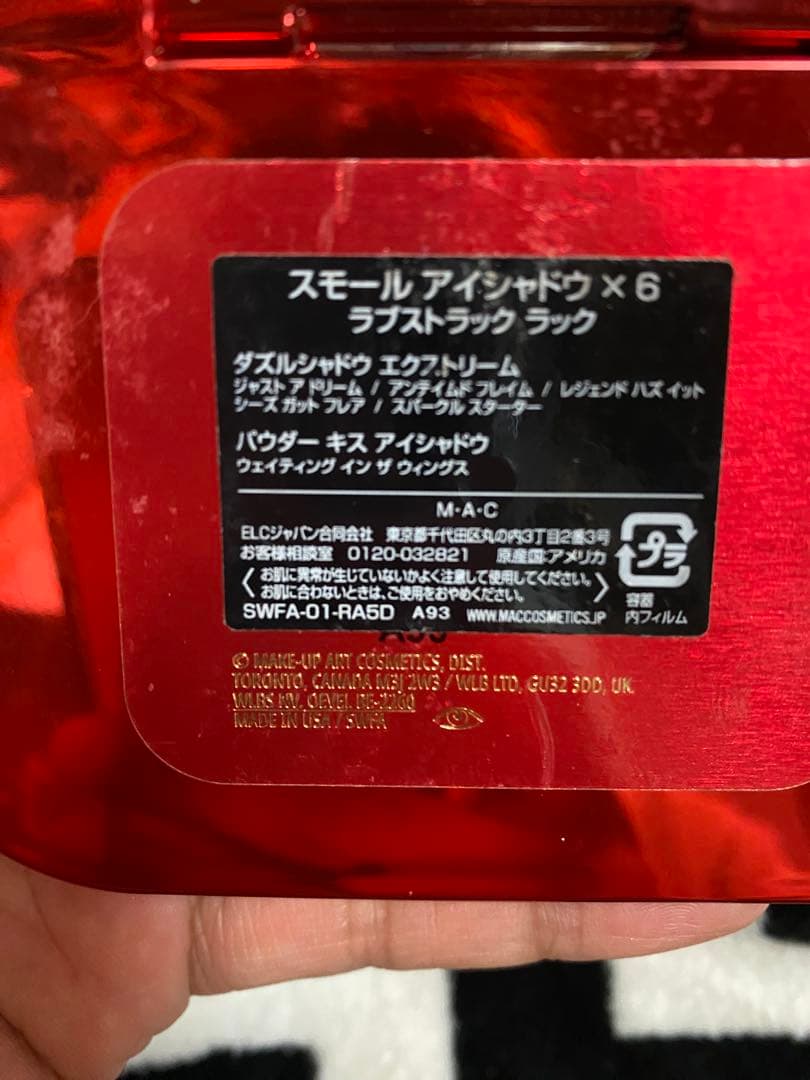 スモール アイシャドウ × 6
ラブストラック ラック
ダズルシャドウ エクストリーム
ジャスト ア ドリーム / アンテイムド フレイム / レジェンド ハズ イット
シーズ ガット フレア / スパークル スターター
パウダー キス アイシャドウ
ウェイティング イン ザ ウィングス
M・A・C
ELCジャパン合同会社 東京都千代田区丸の内3丁目2番3号
お客様相談室 0120-032821 原産国:アメリカ
プラ
〈お肌に異常が生じていないかよく注意して使用してください。
お肌に合わないときは、ご使用をおやめください。〉
容器
SWFA-01-RA5D A93 WWW.MACCOSMETICS.JP 内フィルム
© MAKE-UP ART COSMETICS, DIST.
TORONTO, CANADA M3J 2W3 / WLB LTD, GU32 3DD, UK.
WLBS NV, OEVEL BE-2260
MADE IN USA / SWFA